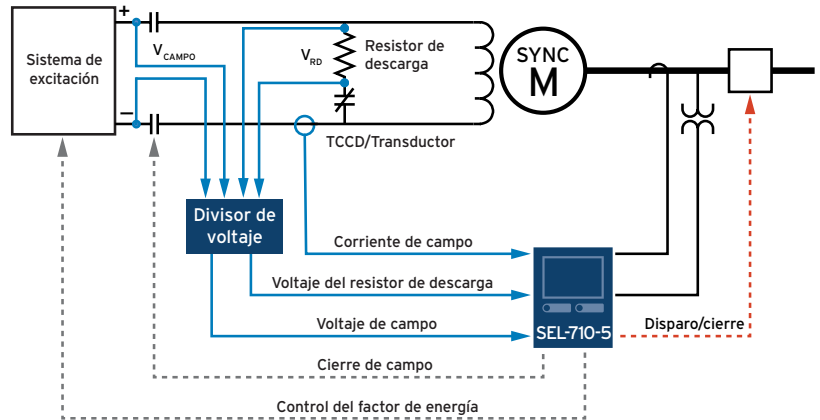 Sistema de
excitación
+
–
V CAMPO
V RD
Resistor de
descarga
SYNC
M
TCCD/Transductor
Divisor de
voltaje
Corriente de campo
Voltaje del resistor de descarga
Voltaje de campo
SEL-710-5
Disparo/cierre
Cierre de campo
Control del factor de energía